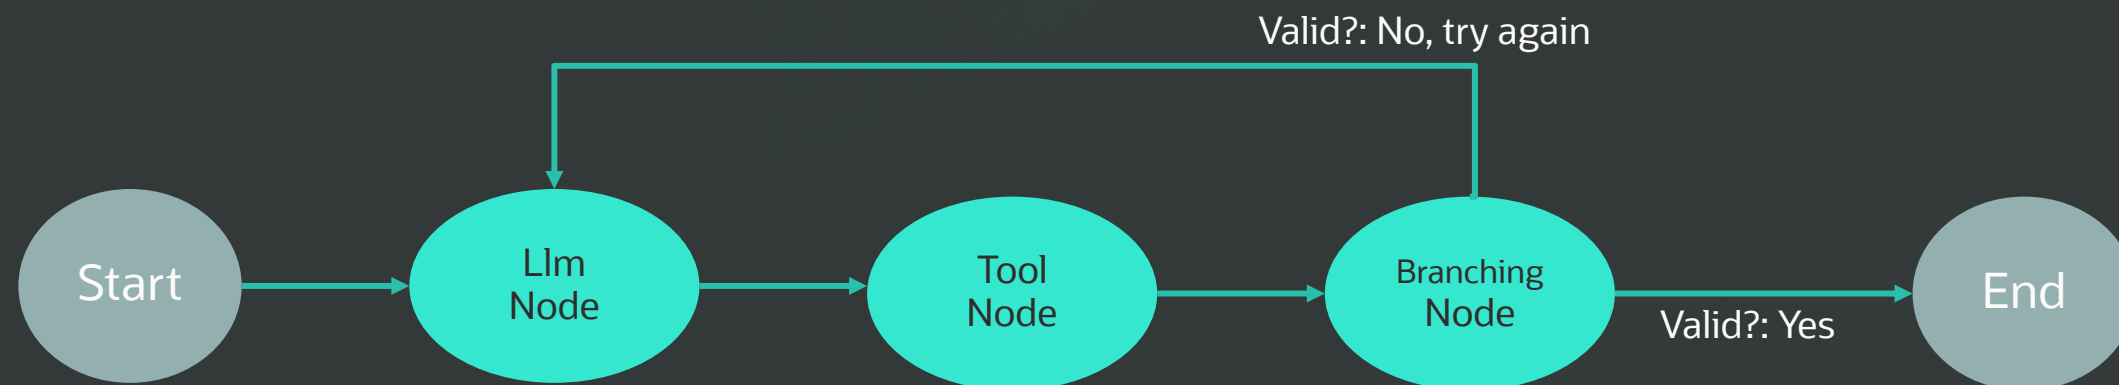 Valid?: No, try again
Start
Llm
Node
Tool
Node
Branching
Node
Valid?: Yes
End